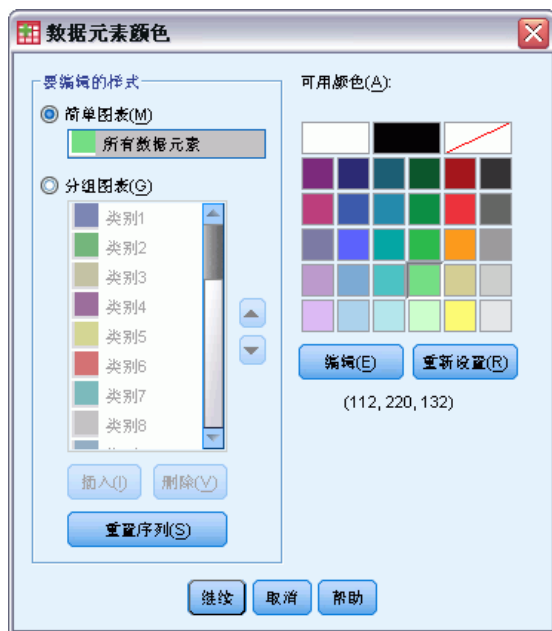 数据元素颜色
要编辑的样式
简单图表(M)
所有数据元素
分组图表(G)
类别1
类别2
类别3
类别4
类别5
类别6
类别7
类别8
插入(I)
删除(V)
重置序列(S)
可用颜色(A):
编辑(E)
重新设置(R)
(112, 220, 132)
继续
取消
帮助